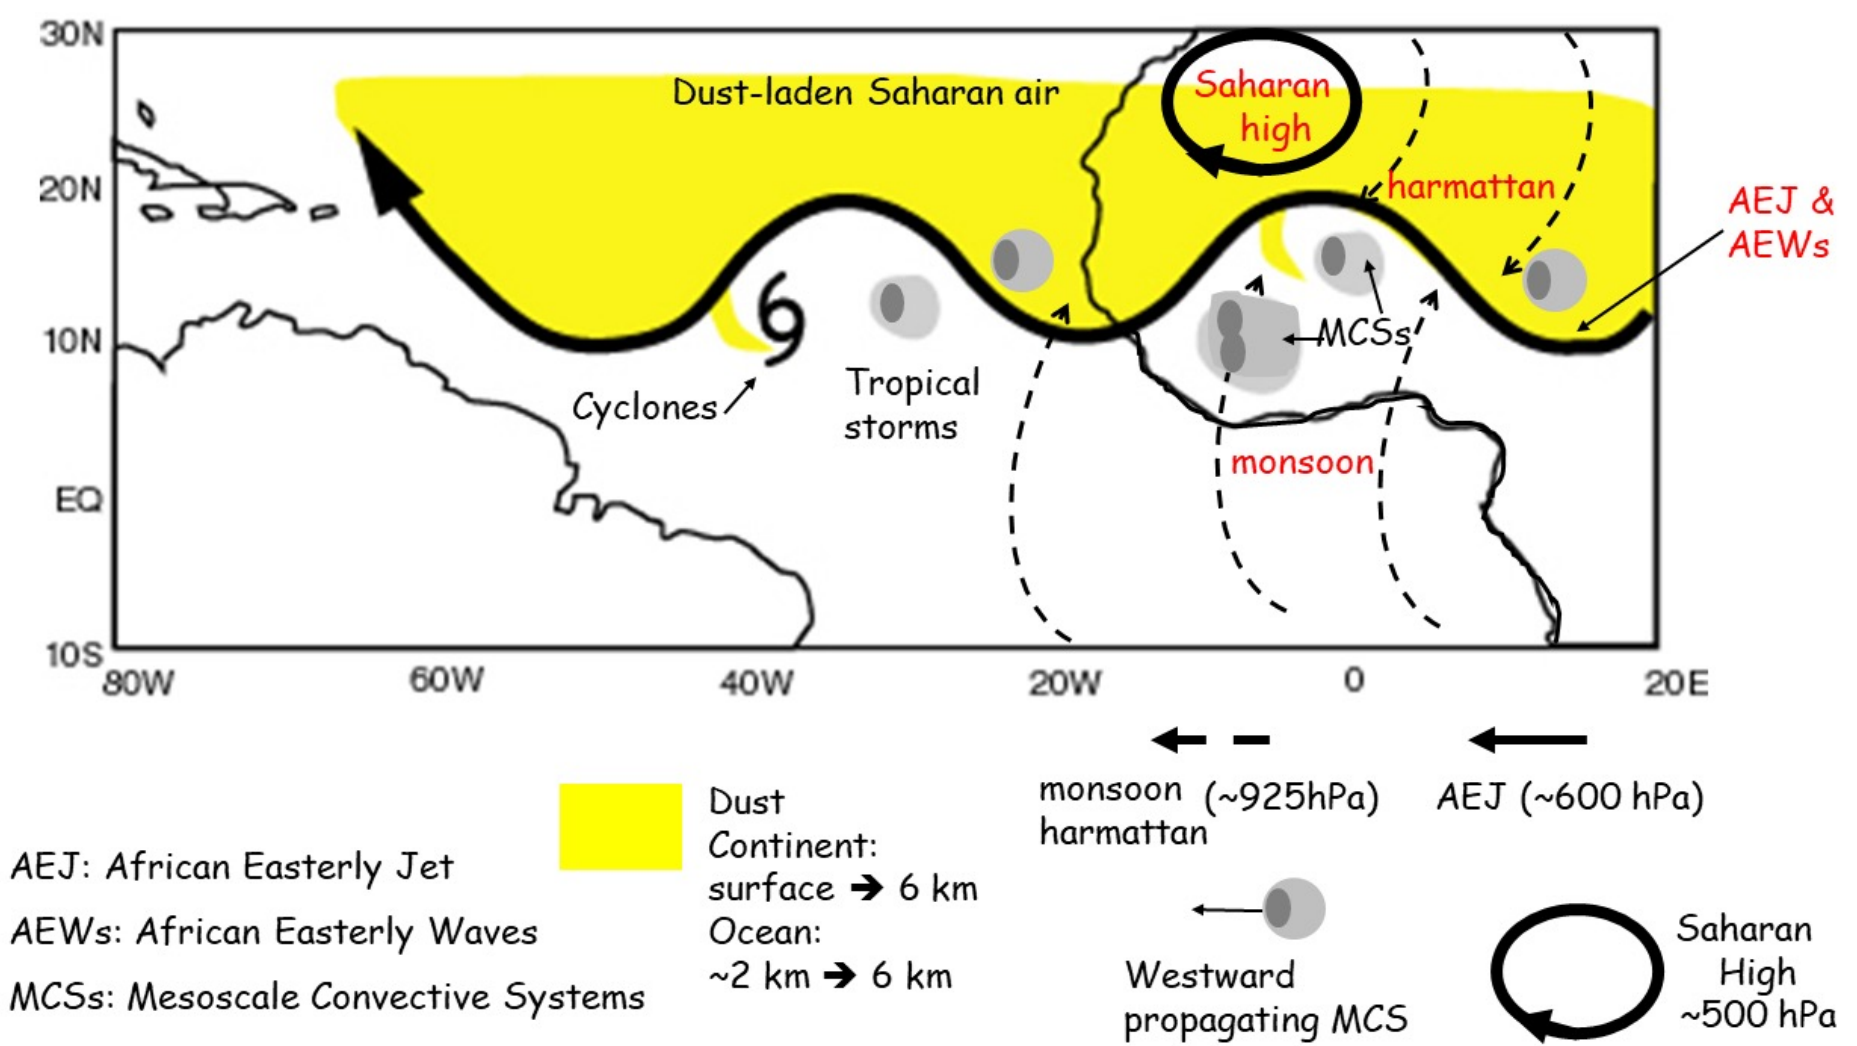 30N
20N
10N
EQ
10S
80W
60W
40W
20W
0
20E
Dust-laden Saharan air
Saharan
high
harmattan
AEJ &
AEWs
MCSs
Cyclones
Tropical
storms
monsoon
monsoon (~925hPa)
harmattan
AEJ (~600 hPa)
Dust
Continent:
surface → 6 km
Ocean:
~2 km → 6 km
AEJ: African Easterly Jet
AEWs: African Easterly Waves
MCSs: Mesoscale Convective Systems
Westward
propagating MCS
Saharan
High
~500 hPa